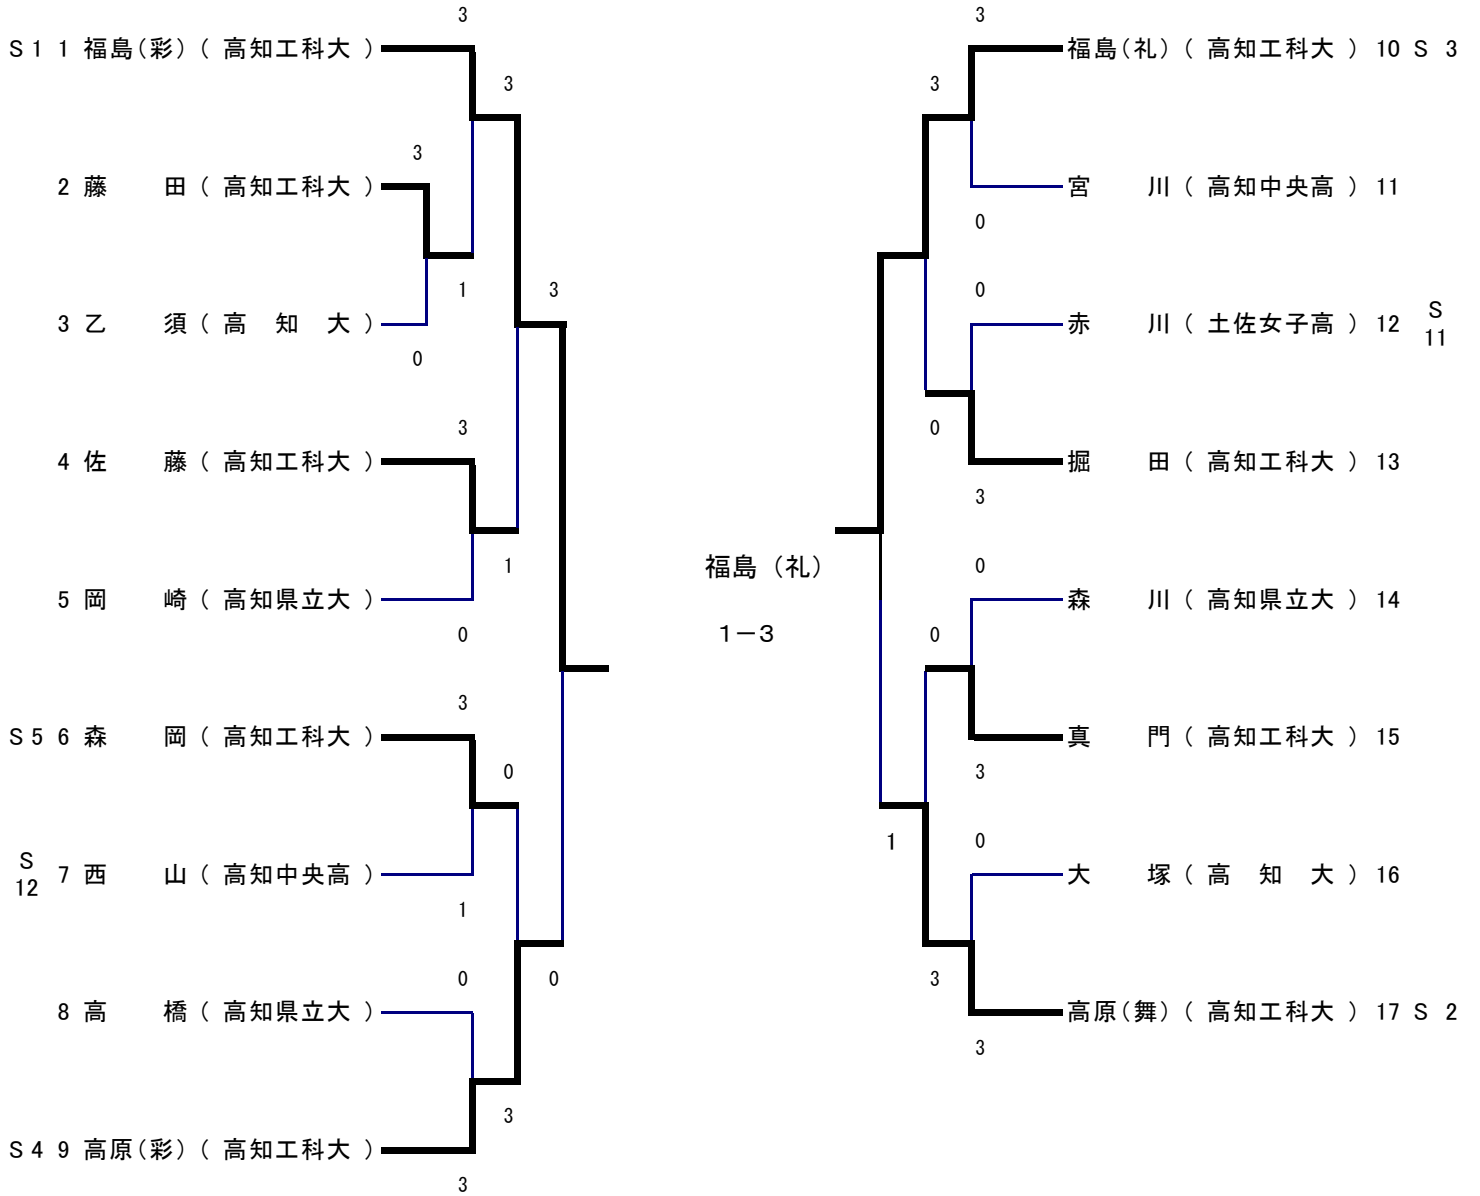 3
S1 1 福島(彩) ( 高知工科大 )
3
3
2 藤 田 ( 高知工科大 )
1
3
3 乙 須 ( 高 知 大 )
0
3
4 佐 藤 ( 高知工科大 )
1
5 岡 崎 ( 高知県立大 )
0
3
S5 6 森 岡 ( 高知工科大 )
0
S
12
7 西 山 ( 高知中央高 )
1
0
0
8 高 橋 ( 高知県立大 )
3
S4 9 高原(彩) ( 高知工科大 )
3
福島 (礼)
1-3
3
福島(礼) ( 高知工科大 ) 10 S 3
3
宮 川 ( 高知中央高 ) 11
0
0
赤 川 ( 土佐女子高 ) 12
S
11
0
掘 田 ( 高知工科大 ) 13
3
0
森 川 ( 高知県立大 ) 14
0
真 門 ( 高知工科大 ) 15
3
1
0
大 塚 ( 高 知 大 ) 16
3
高原(舞) ( 高知工科大 ) 17 S 2
3